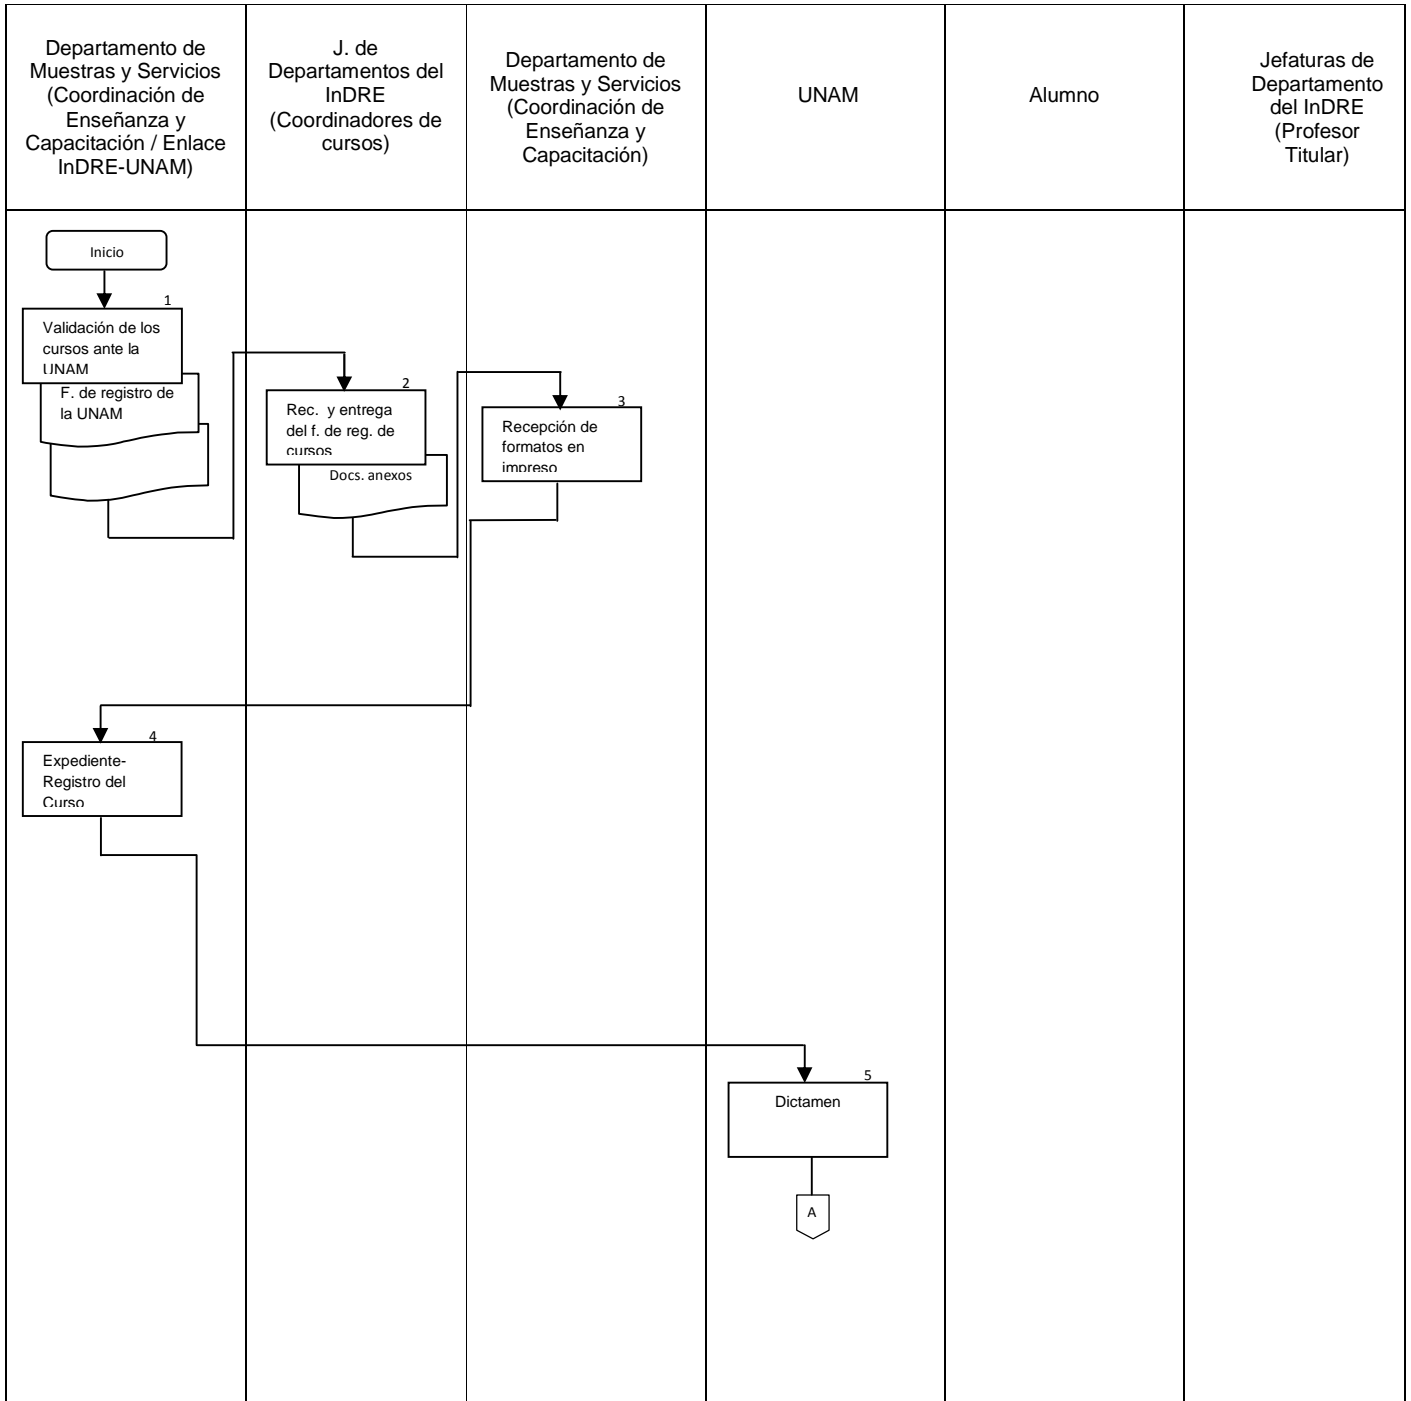 Departamento de
Muestras y Servicios
(Coordinación de
Enseñanza y
Capacitación / Enlace
InDRE-UNAM)
J. de
Departamentos del
InDRE
(Coordinadores de
cursos)
Departamento de
Muestras y Servicios
(Coordinación de
Enseñanza y
Capacitación)
UNAM
Alumno
Jefaturas de
Departamento
del InDRE
(Profesor
Titular)
Inicio
1
Validación de los
cursos ante la
UNAM
F. de registro de
la UNAM
2
Rec. y entrega
del f. de reg. de
cursos
Docs. anexos
3
Recepción de
formatos en
impreso
4
Expediente-
Registro del
Curso
5
Dictamen
A